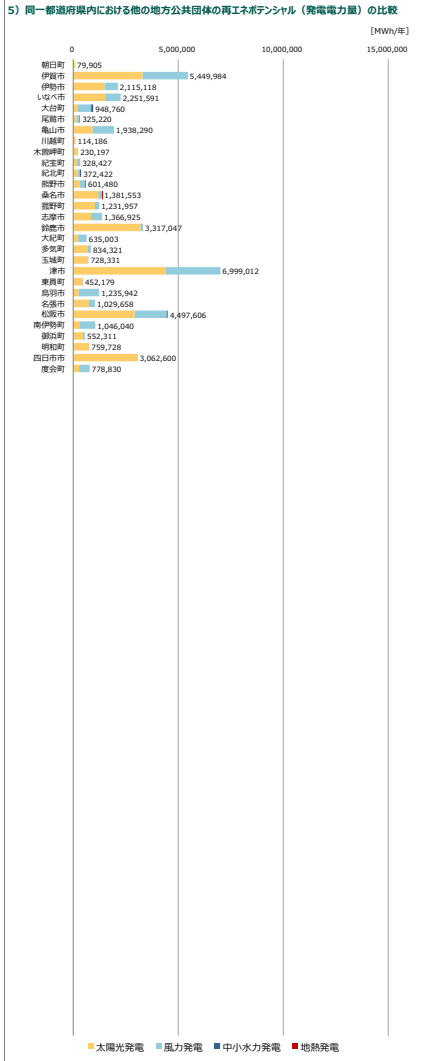 5）同一都道府県内における他の地方公共団体の再エネポテンシャル（発電電力量）の比較
[MWh/年]
0 5,000,000 10,000,000 15,000,000
朝日町 79,905
伊賀市 5,449,984
伊勢市 2,115,118
いなべ市 2,251,591
大台町 948,760
尾鷲市 325,220
亀山市 1,938,290
川越町 114,186
木曽岬町 230,197
紀宝町 328,427
紀北町 372,422
熊野市 601,480
桑名市 1,381,553
菰野町 1,231,957
志摩市 1,366,925
鈴鹿市 3,317,047
大紀町 635,003
多気町 834,321
玉城町 728,331
津市 6,999,012
東員町 452,179
鳥羽市 1,235,942
名張市 1,029,658
松阪市 4,497,606
南伊勢町 1,046,040
御浜町 552,311
明和町 759,728
四日市市 3,062,600
度会町 778,830
太陽光発電 風力発電 中小水力発電 地熱発電